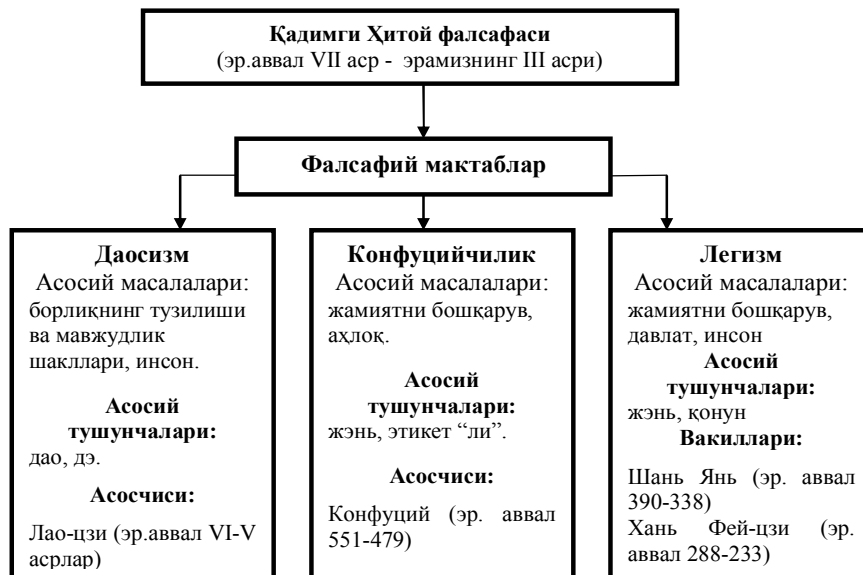 Қадимги Ҳитой фалсафаси
(эр.аввал VII аср - эрамизнинг III асри)
Фалсафий мактаблар
Даосизм
Асосий масалалари:
борлиқнинг тузилиши
ва мавжудлик
шакллари, инсон.
Асосий
тушунчалари:
дао, дэ.
Асосчиси:
Лао-цзи (эр.аввал VI-V
асрлар)
Конфуцийчилик
Асосий масалалари:
жамиятни бошқарув,
аҳлоқ.
Асосий
тушунчалари:
жэнь, этикет “ли”.
Асосчиси:
Конфуций (эр. аввал
551-479)
Легизм
Асосий масалалари:
жамиятни бошқарув,
давлат, инсон
Асосий
тушунчалари:
жэнь, қонун
Вакиллари:
Шань Янь (эр. аввал
390-338)
Хань Фей-цзи (эр.
аввал 288-233)